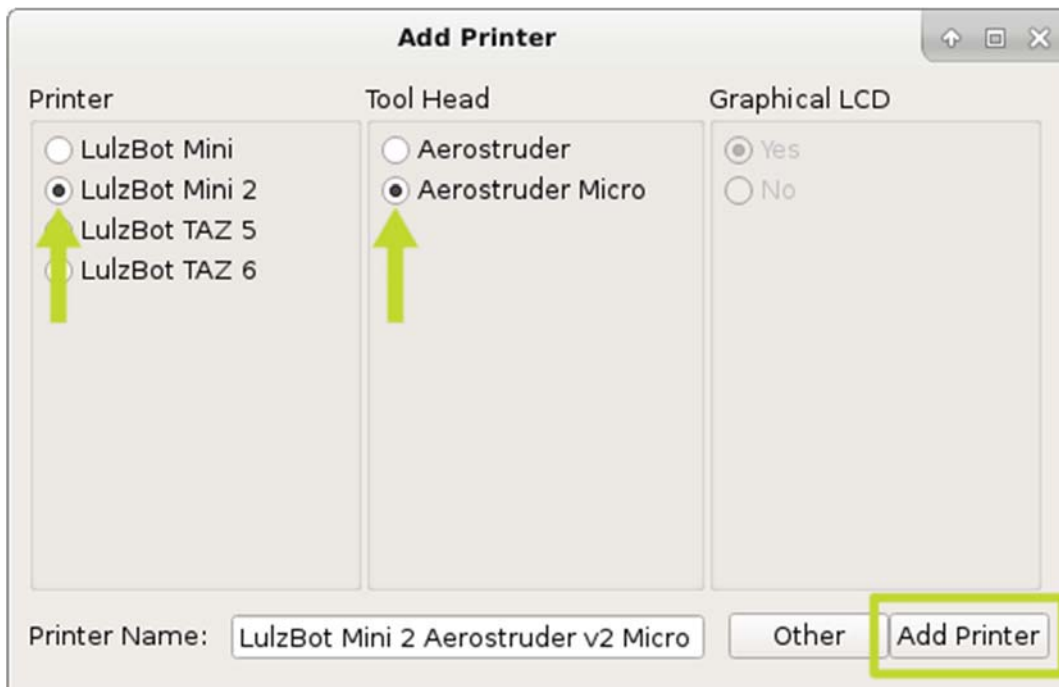 Add Printer
Printer
Tool Head
Graphical LCD
LulzBot Mini
LulzBot Mini 2
LulzBot TAZ 5
LulzBot TAZ 6
Aerostruder
Aerostruder Micro
Yes
No
Printer Name:
LulzBot Mini 2 Aerostruder v2 Micro
Other
Add Printer